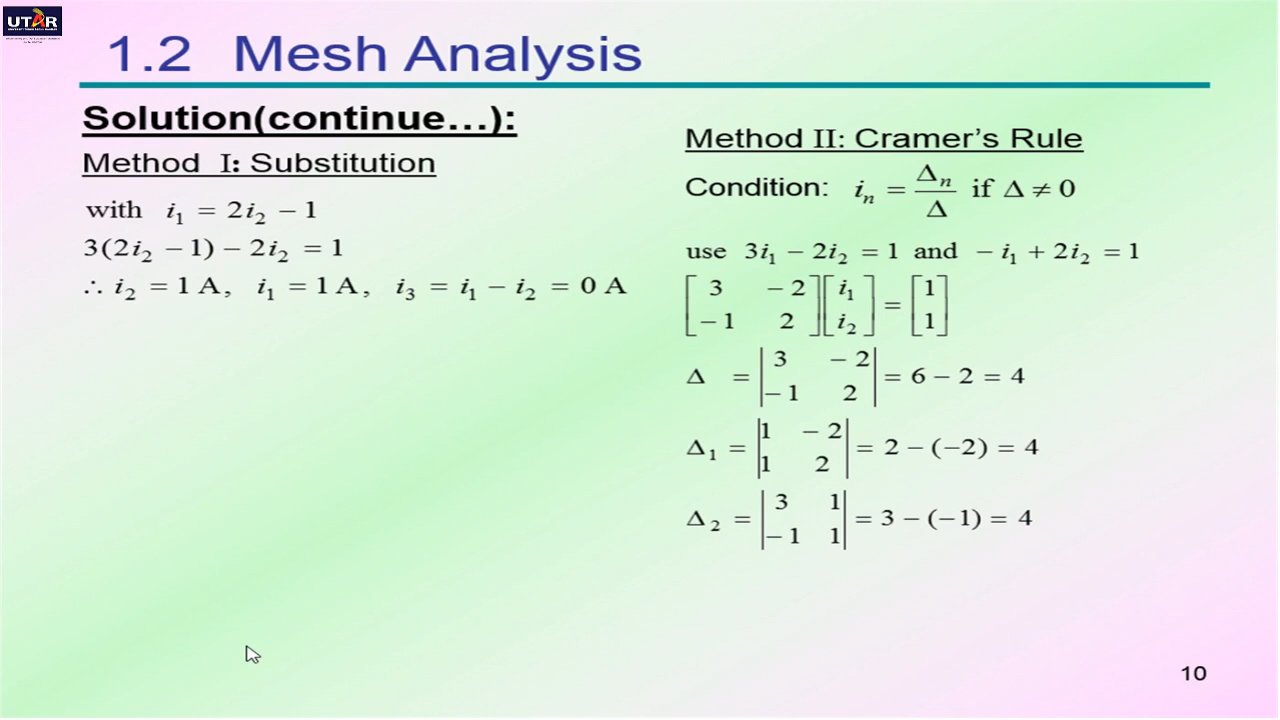 UTAR
1.2 Mesh Analysis
Solution(continue…):
Method I: Substitution
with i₁ = 2i₂ − 1
3(2i₂ − 1) − 2i₂ = 1
∴ i₂ = 1 A, i₁ = 1 A, i₃ = i₁ − i₂ = 0 A
Method II: Cramer's Rule
Condition: iₙ = Δₙ/Δ if Δ ≠ 0
use 3i₁ − 2i₂ = 1 and − i₁ + 2i₂ = 1
[3 −2; −1 2][i₁; i₂] = [1; 1]
Δ = |3 −2; −1 2| = 6 − 2 = 4
Δ₁ = |1 −2; 1 2| = 2 − (−2) = 4
Δ₂ = |3 1; −1 1| = 3 − (−1) = 4
10